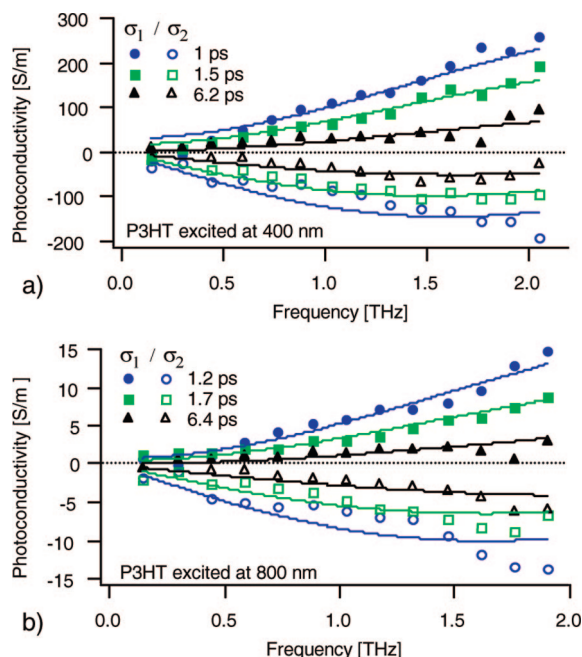 a)
Photoconductivity [S/m]
300
200
100
0
-100
-200
σ1 / σ2
1 ps
1.5 ps
6.2 ps
P3HT excited at 400 nm
0.0 0.5 1.0 1.5 2.0
Frequency [THz]
b)
Photoconductivity [S/m]
15
10
5
0
-5
-10
-15
σ1 / σ2
1.2 ps
1.7 ps
6.4 ps
P3HT excited at 800 nm
0.0 0.5 1.0 1.5 2.0
Frequency [THz]